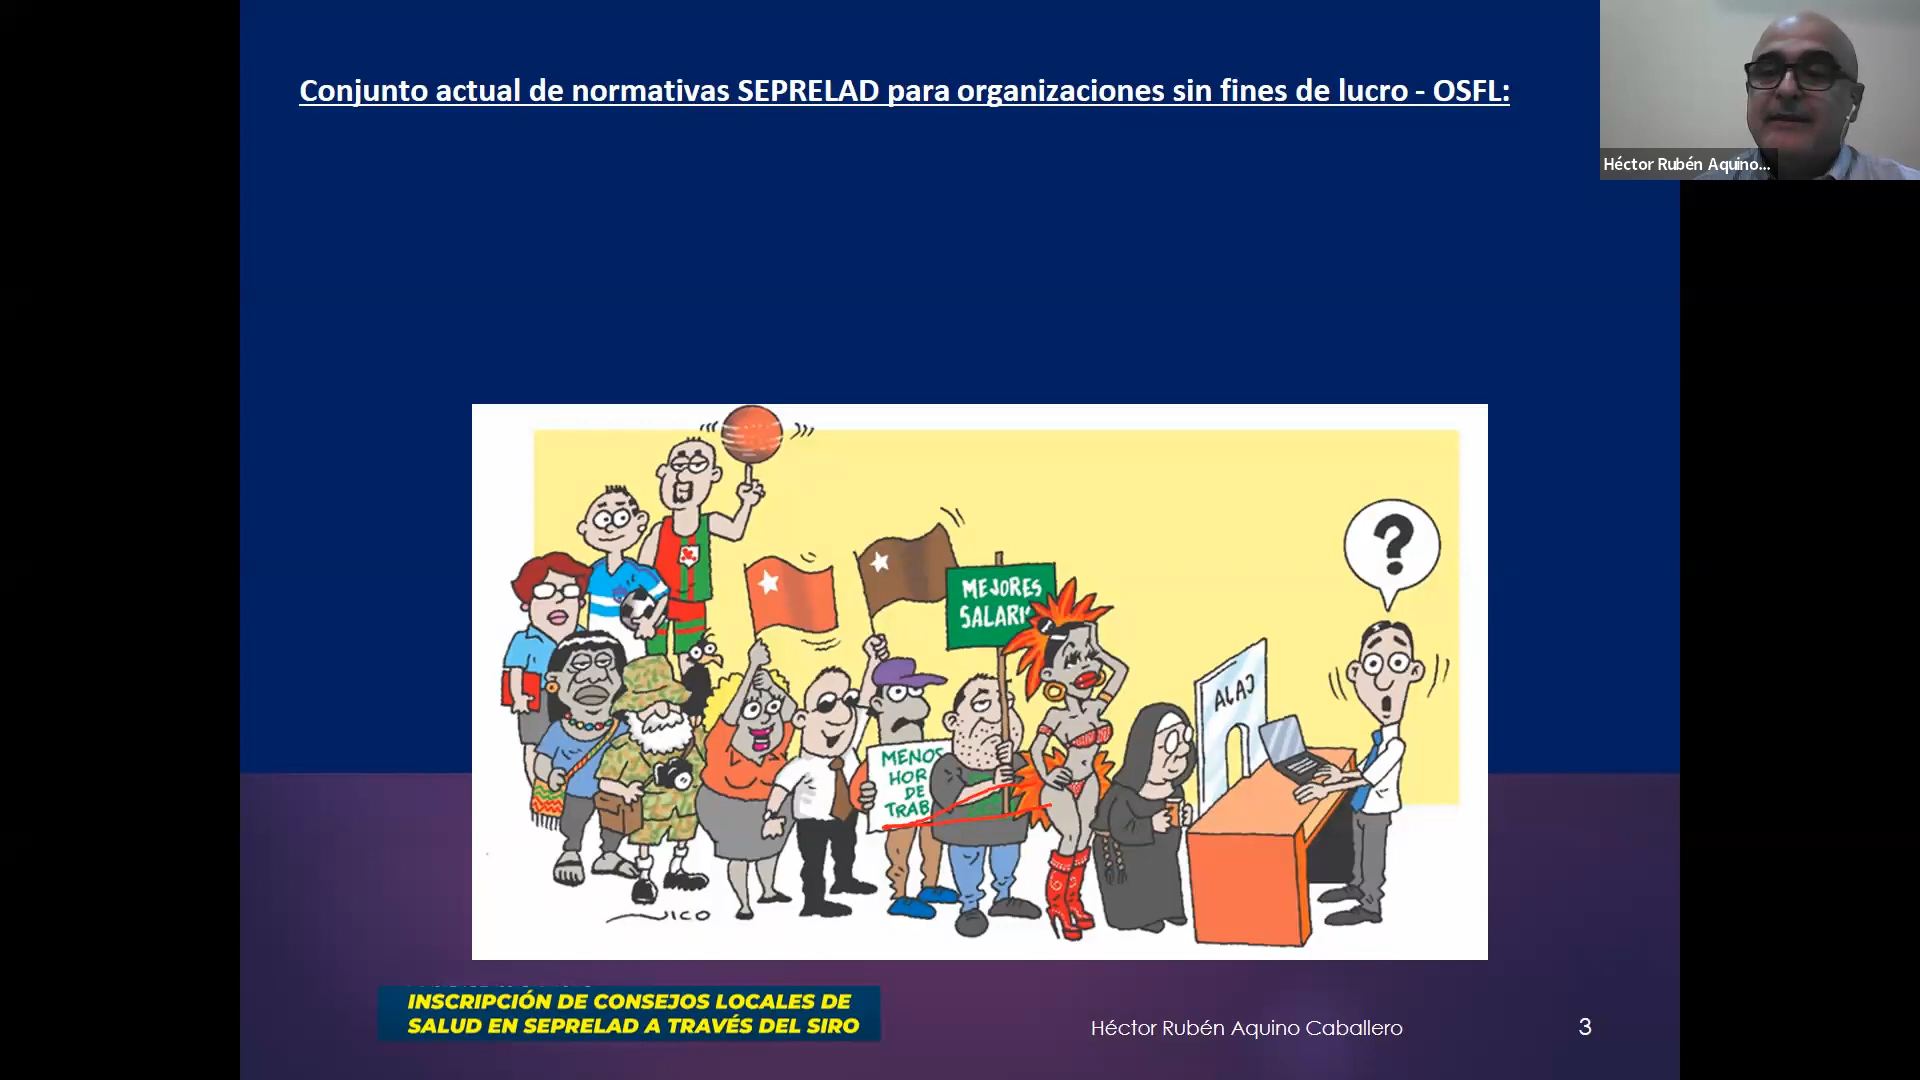 Conjunto actual de normativas SEPRELAD para organizaciones sin fines de lucro - OSFL:
Héctor Rubén Aquino...
?
MEJORES
ALAJ
MENOS
HOR
DE
TRAB
NICO
INSCRIPCIÓN DE CONSEJOS LOCALES DE
SALUD EN SEPRELAD A TRAVÉS DEL SIRO
Héctor Rubén Aquino Caballero
3